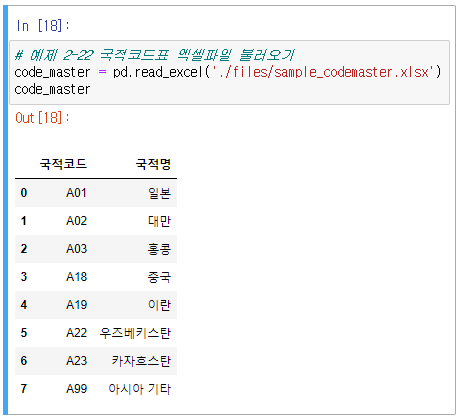 In [18]:
# 예제 2-22 국적코드표 엑셀파일 불러오기
code_master = pd.read_excel('./files/sample_codemaster.xlsx')
code_master
Out[18]:
국적코드 국적명
0 A01 일본
1 A02 대만
2 A03 홍콩
3 A18 중국
4 A19 이란
5 A22 우즈베키스탄
6 A23 카자흐스탄
7 A99 아시아 기타